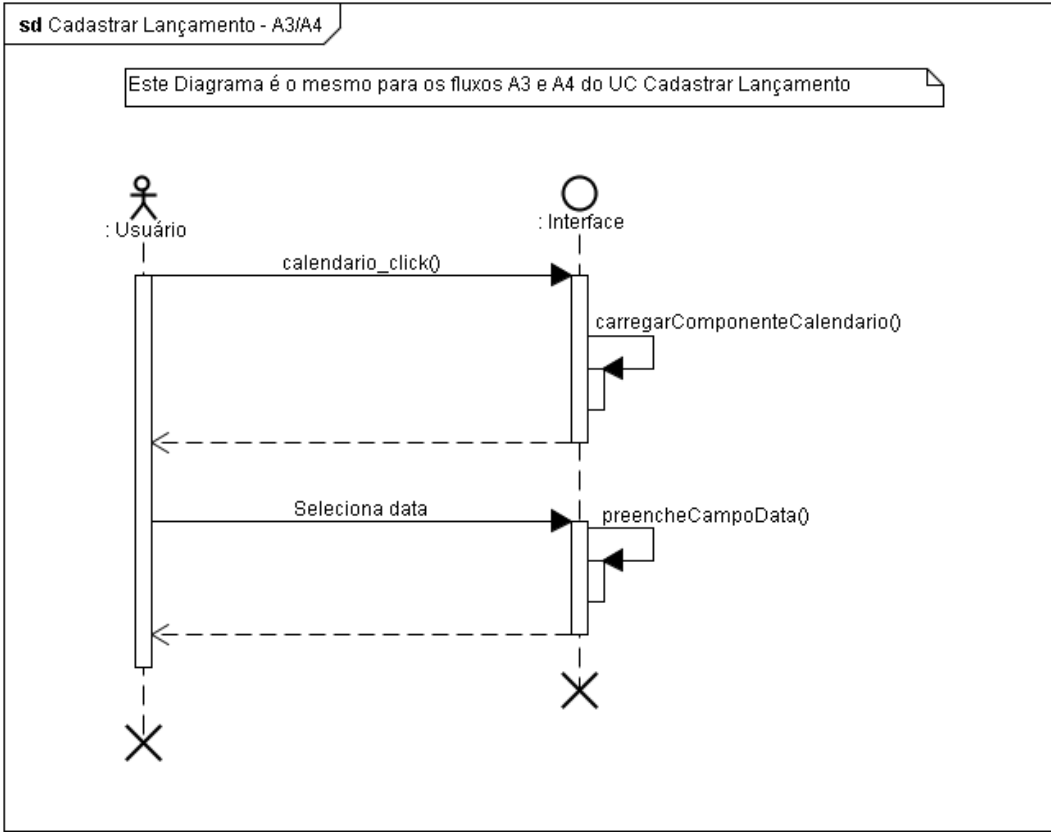 sd Cadastrar Lançamento - A3/A4
Este Diagrama é o mesmo para os fluxos A3 e A4 do UC Cadastrar Lançamento
: Usuário
: Interface
calendario_click()
carregarComponenteCalendario()
Seleciona data
preencheCampoData()